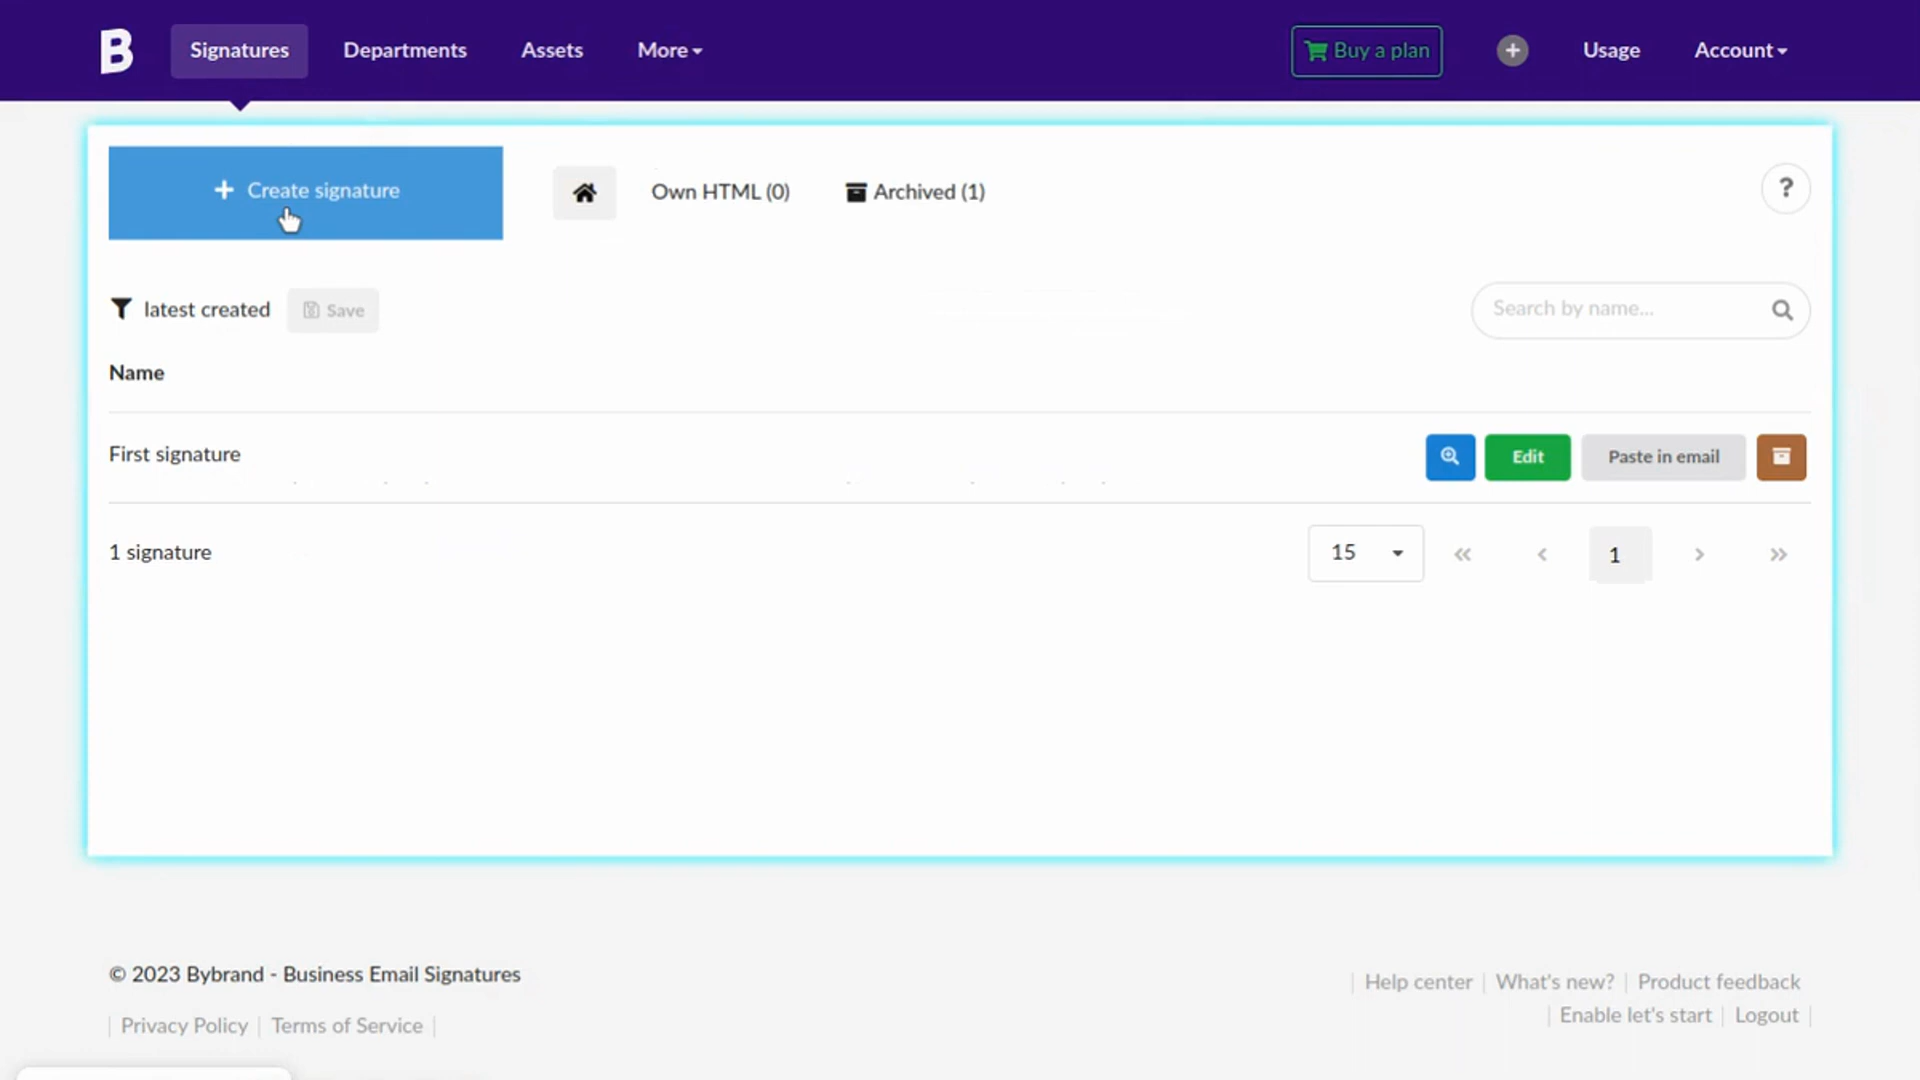 B Signatures Departments Assets More Buy a plan + Usage Account
+ Create signature Own HTML (0) Archived (1) ?
latest created Save Search by name...
Name
First signature Edit Paste in email
1 signature 15 « ‹ 1 › »
© 2023 Bybrand - Business Email Signatures
| Help center | What's new? | Product feedback
| Privacy Policy | Terms of Service |
| Enable let's start | Logout |